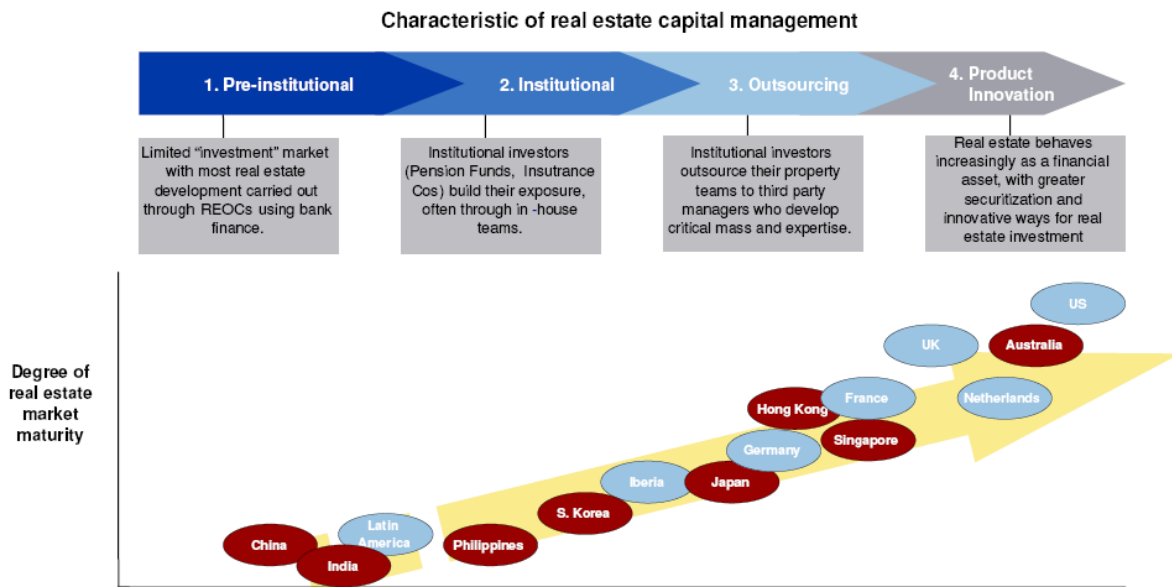 Characteristic of real estate capital management
1. Pre-institutional
2. Institutional
3. Outsourcing
4. Product
Innovation
Limited “investment” market
with most real estate
development carried out
through REOCs using bank
finance.
Institutional investors
(Pension Funds, Insutrance
Cos) build their exposure,
often through in -house
teams.
Institutional investors
outsource their property
teams to third party
managers who develop
critical mass and expertise.
Real estate behaves
increasingly as a financial
asset, with greater
securitization and
innovative ways for real
estate investment
Degree of
real estate
market
maturity
US
UK
Australia
Hong Kong
France
Netherlands
Germany
Singapore
Iberia
Japan
S. Korea
China
Latin
America
India
Philippines